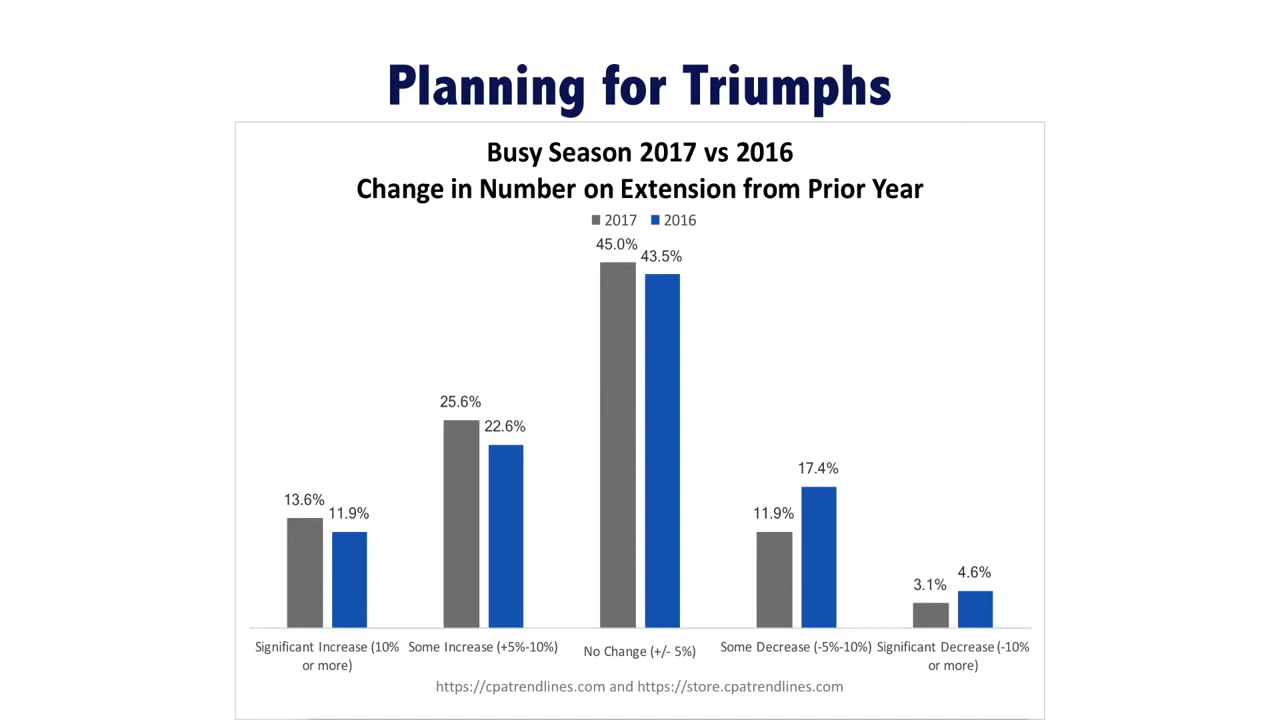 Planning for Triumphs
Busy Season 2017 vs 2016
Change in Number on Extension from Prior Year
2017 2016
45.0%
43.5%
25.6%
22.6%
13.6%
11.9%
11.9%
17.4%
3.1%
4.6%
Significant Increase (10% or more)
Some Increase (+5%-10%)
No Change (+/- 5%)
Some Decrease (-5%-10%)
Significant Decrease (-10% or more)
https://cpatrendlines.com and https://store.cpatrendlines.com